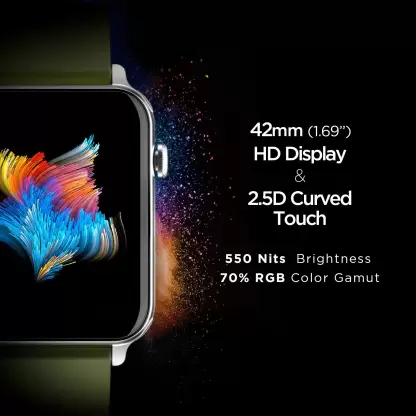 42mm (1.69")
HD Display
&
2.5D Curved
Touch
550 Nits Brightness
70% RGB Color Gamut